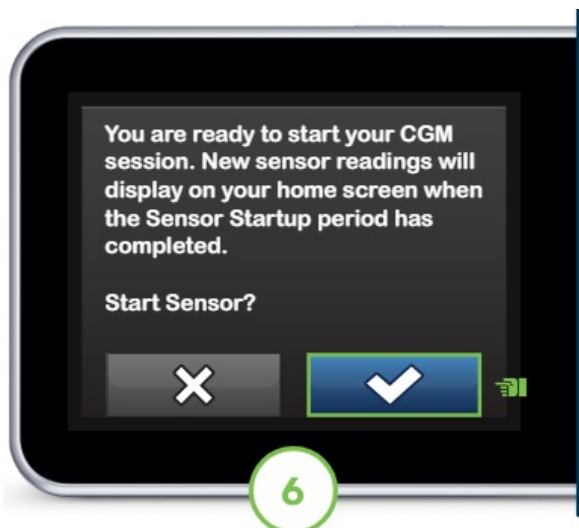 You are ready to start your CGM
session. New sensor readings will
display on your home screen when
the Sensor Startup period has
completed.
Start Sensor?
6